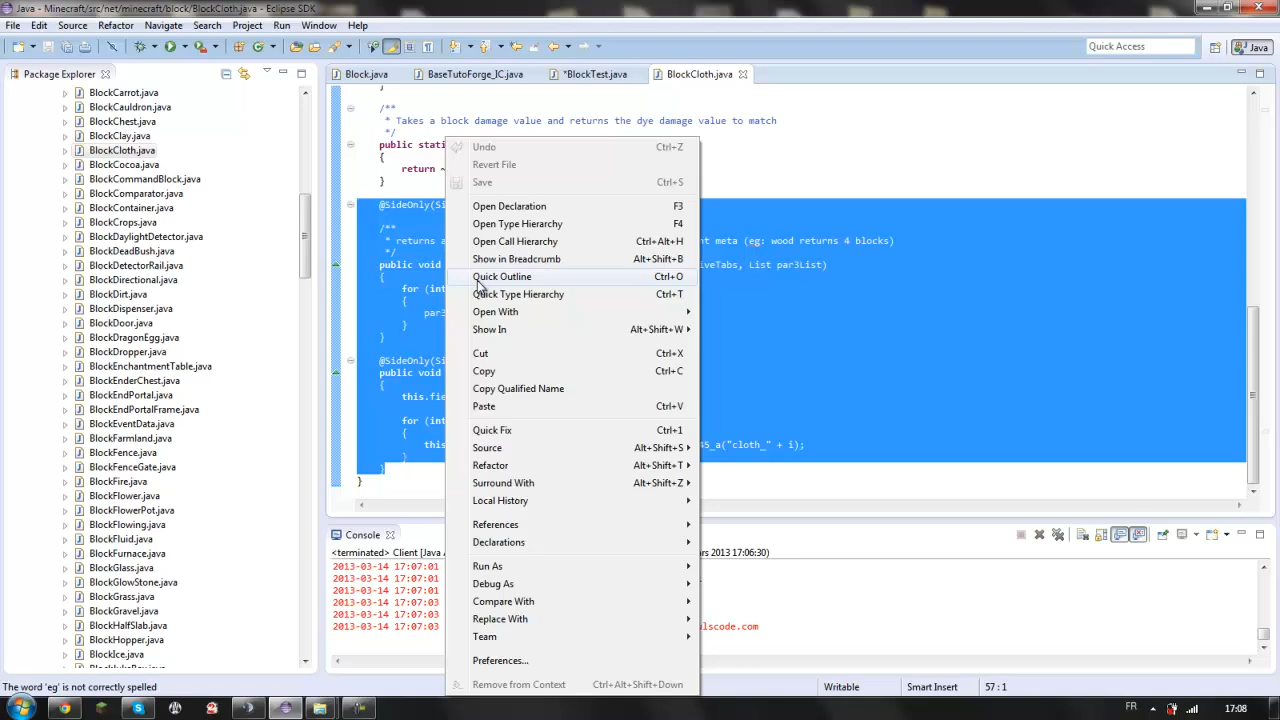 Java - Minecraft/src/net/minecraft/block/BlockCloth.java - Eclipse SDK
File Edit Source Refactor Navigate Search Project Run Window Help
Quick Access
Java
Package Explorer
BlockCarrot.java
BlockCauldron.java
BlockChest.java
BlockClay.java
BlockCloth.java
BlockCocoa.java
BlockCommandBlock.java
BlockComparator.java
BlockContainer.java
BlockCrops.java
BlockDaylightDetector.java
BlockDeadBush.java
BlockDetectorRail.java
BlockDirectional.java
BlockDirt.java
BlockDispenser.java
BlockDoor.java
BlockDragonEgg.java
BlockDropper.java
BlockEnchantmentTable.java
BlockEnderChest.java
BlockEndPortal.java
BlockEndPortalFrame.java
BlockEventData.java
BlockFarmland.java
BlockFence.java
BlockFenceGate.java
BlockFire.java
BlockFlower.java
BlockFlowerPot.java
BlockFlowing.java
BlockFluid.java
BlockFurnace.java
BlockGlass.java
BlockGlowStone.java
BlockGrass.java
BlockGravel.java
BlockHalfSlab.java
BlockHopper.java
BlockIce.java
Block.java BaseTutoForge_IC.java *BlockTest.java BlockCloth.java
}
/**
* Takes a block damage value and returns the dye damage value to match
*/
public stati
{
return ~
}
@SideOnly(Si
/**
* returns a nt meta (eg: wood returns 4 blocks)
*/
public void iveTabs, List par3List)
{
for (int
{
par3
}
}
@SideOnly(Si
public void
{
this.fie
for (int
{
this 45_a("cloth_" + i);
}
}
}
Undo Ctrl+Z
Revert File
Save Ctrl+S
Open Declaration F3
Open Type Hierarchy F4
Open Call Hierarchy Ctrl+Alt+H
Show in Breadcrumb Alt+Shift+B
Quick Outline Ctrl+O
Quick Type Hierarchy Ctrl+T
Open With
Show In Alt+Shift+W
Cut Ctrl+X
Copy Ctrl+C
Copy Qualified Name
Paste Ctrl+V
Quick Fix Ctrl+1
Source Alt+Shift+S
Refactor Alt+Shift+T
Surround With Alt+Shift+Z
Local History
References
Declarations
Run As
Debug As
Compare With
Replace With
Team
Preferences...
Remove from Context Ctrl+Alt+Shift+Down
Console
<terminated> Client [Java A rs 2013 17:06:30)
2013-03-14 17:07:01
2013-03-14 17:07:01
2013-03-14 17:07:01
2013-03-14 17:07:03
2013-03-14 17:07:03
2013-03-14 17:07:03 ulscode.com
The word 'eg' is not correctly spelled
Writable Smart Insert 57 : 1
FR 17:08